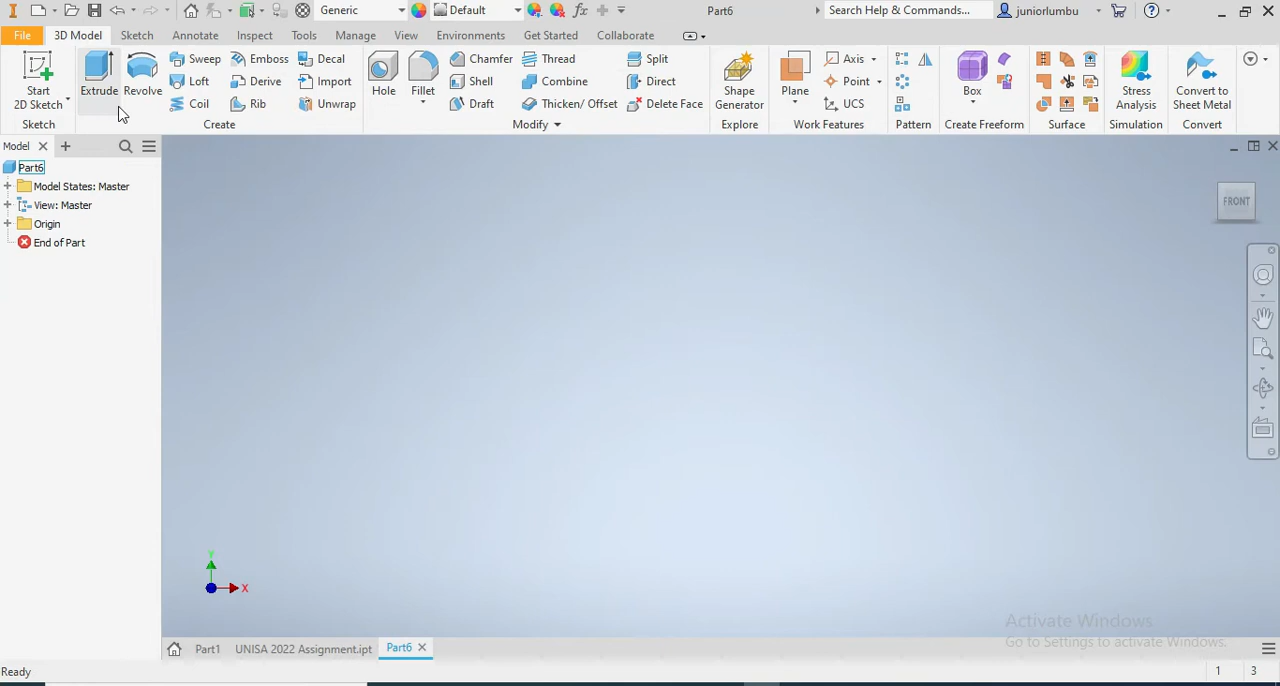 Generic
Default
Part6
Search Help & Commands...
juniorlumbu
File
3D Model
Sketch
Annotate
Inspect
Tools
Manage
View
Environments
Get Started
Collaborate
Start
2D Sketch
Extrude
Revolve
Sweep
Emboss
Decal
Loft
Derive
Import
Coil
Rib
Unwrap
Hole
Fillet
Chamfer
Thread
Split
Shell
Combine
Direct
Draft
Thicken/ Offset
Delete Face
Shape
Generator
Plane
Axis
Point
UCS
Box
Stress
Analysis
Convert to
Sheet Metal
Sketch
Create
Modify
Explore
Work Features
Pattern
Create Freeform
Surface
Simulation
Convert
Model
Part6
Model States: Master
View: Master
Origin
End of Part
FRONT
Y
X
Activate Windows
Go to Settings to activate Windows.
Part1
UNISA 2022 Assignment.ipt
Part6
Ready
1
3